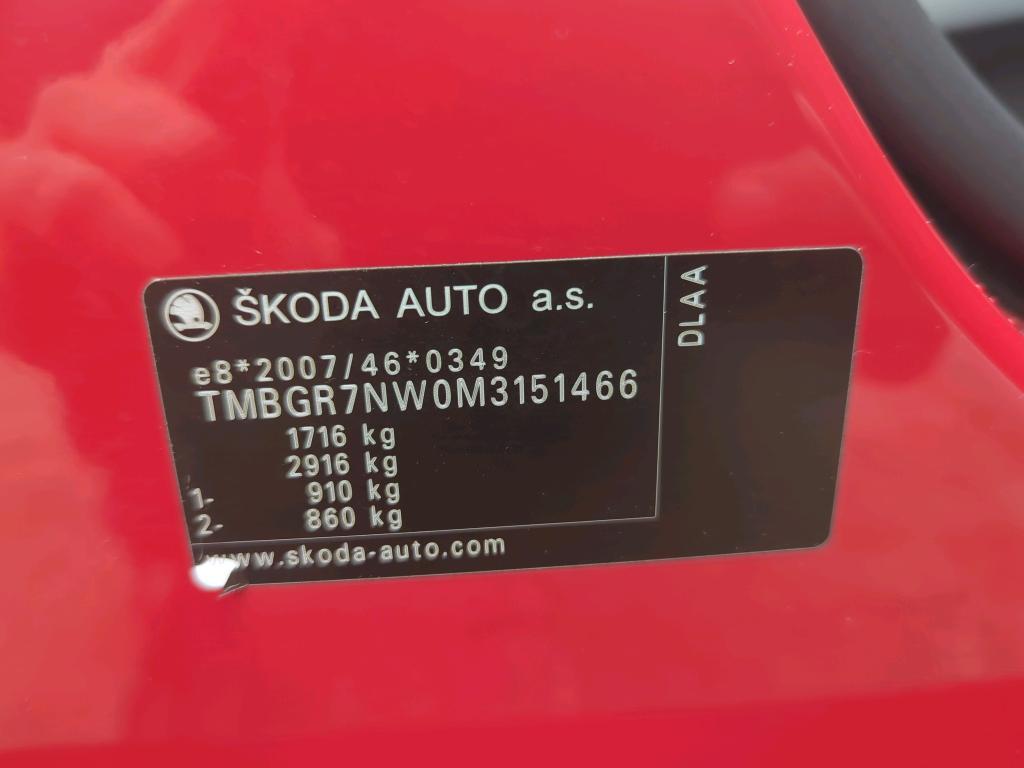 ŠKODA AUTO a.s.
e8*2007/46*0349
TMBGR7NW0M3151466
1716 kg
2916 kg
1- 910 kg
2- 860 kg
www.skoda-auto.com
DLAA